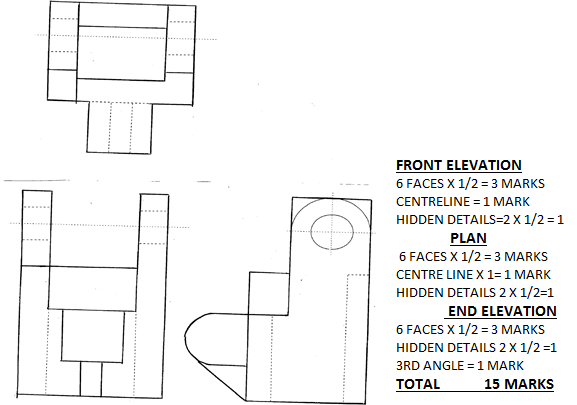 FRONT ELEVATION
6 FACES X 1/2 = 3 MARKS
CENTRELINE = 1 MARK
HIDDEN DETAILS=2 X 1/2 = 1
PLAN
6 FACES X 1/2 = 3 MARKS
CENTRE LINE X 1= 1 MARK
HIDDEN DETAILS 2 X 1/2=1
END ELEVATION
6 FACES X 1/2 = 3 MARKS
HIDDEN DETAILS 2 X 1/2 =1
3RD ANGLE = 1 MARK
TOTAL 15 MARKS